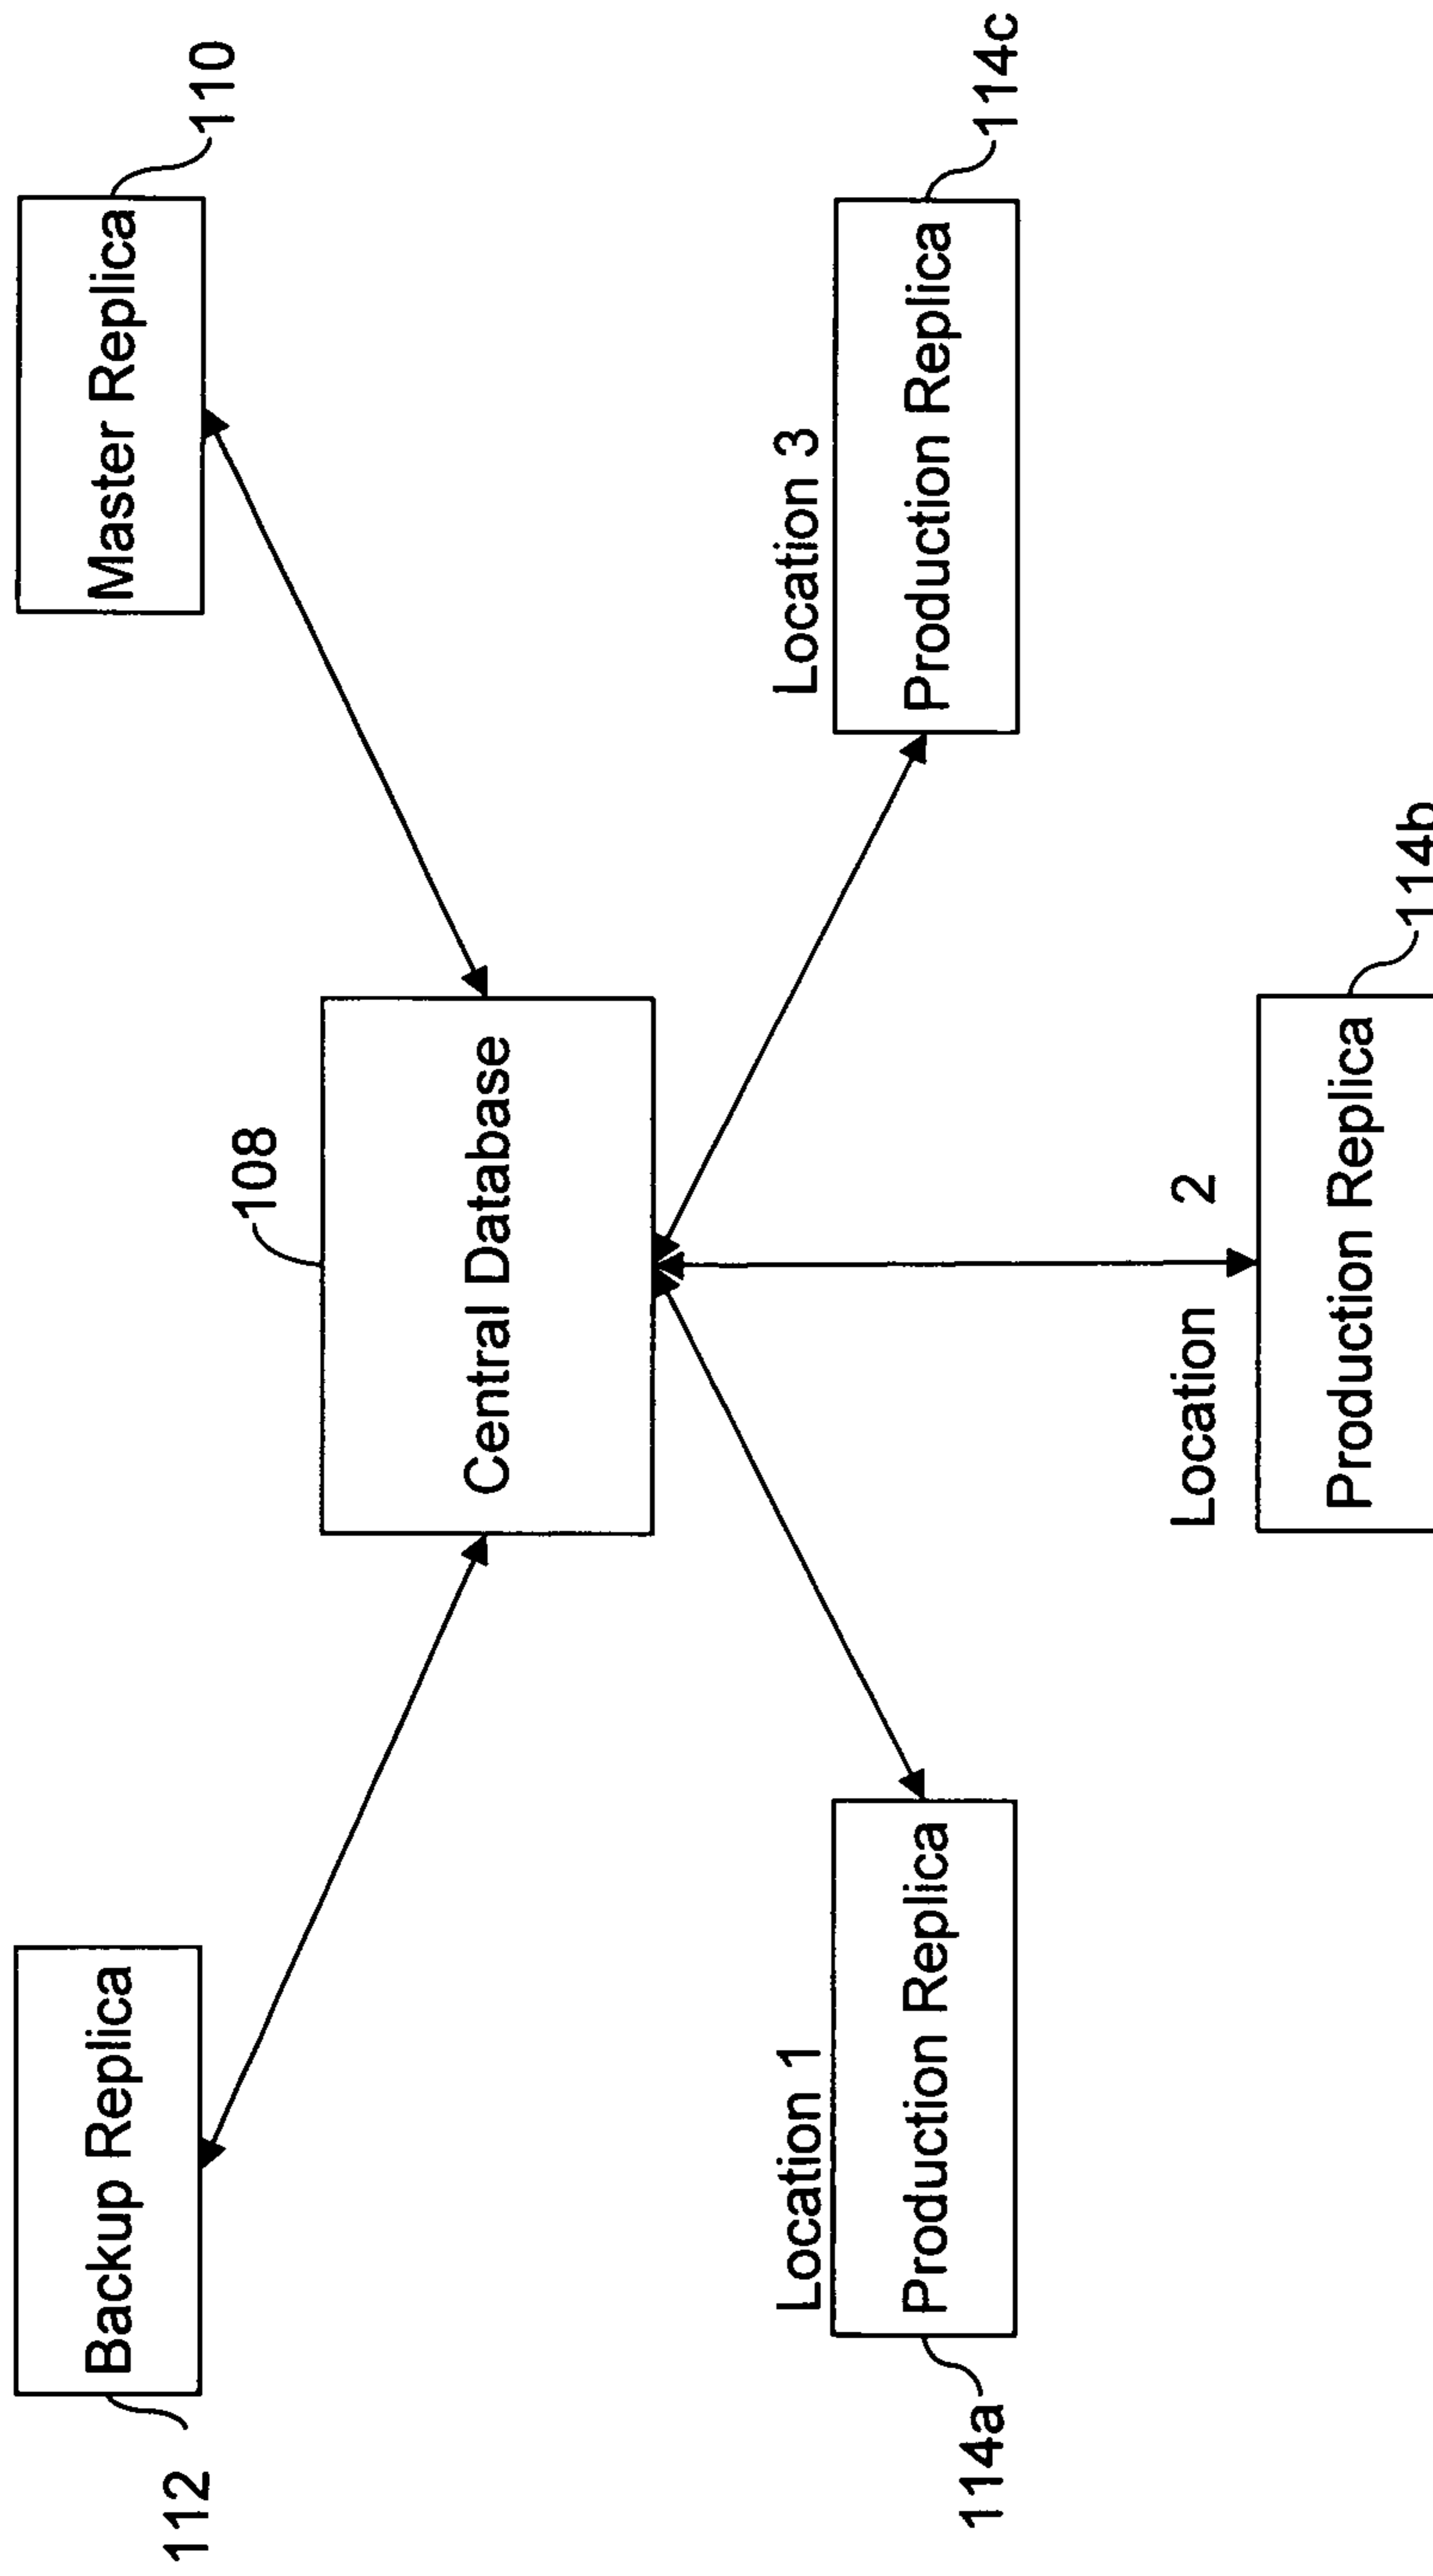 Backup Replica
112
Master Replica
110
108
Central Database
Location 1
Production Replica
114a
Location 3
Production Replica
114c
Location 2
Production Replica
114b